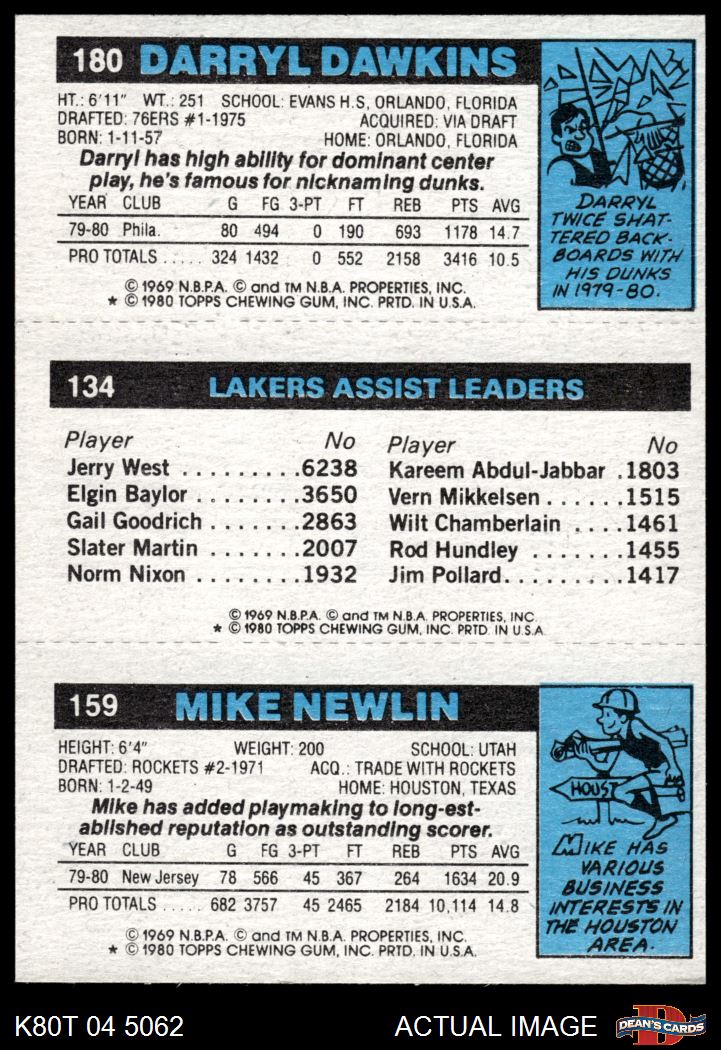 180 DARRYL DAWKINS
HT.: 6'11" WT.: 251 SCHOOL: EVANS H.S, ORLANDO, FLORIDA
DRAFTED: 76ERS #1-1975 ACQUIRED: VIA DRAFT
BORN: 1-11-57 HOME: ORLANDO, FLORIDA
Darryl has high ability for dominant center
play, he's famous for nicknaming dunks.
YEAR CLUB G FG 3-PT FT REB PTS AVG
79-80 Phila. 80 494 0 190 693 1178 14.7
PRO TOTALS ..... 324 1432 0 552 2158 3416 10.5
© 1969 N.B.P.A. © and TM N.B.A. PROPERTIES, INC.
* © 1980 TOPPS CHEWING GUM, INC. PRTD. IN U.S.A.
DARRYL
TWICE SHAT-
TERED BACK-
BOARDS WITH
HIS DUNKS
IN 1979-80.
134 LAKERS ASSIST LEADERS
Player No Player No
Jerry West .........6238 Kareem Abdul-Jabbar .1803
Elgin Baylor ........3650 Vern Mikkelsen ......1515
Gail Goodrich .......2863 Wilt Chamberlain ....1461
Slater Martin .......2007 Rod Hundley .......1455
Norm Nixon ........1932 Jim Pollard.........1417
© 1969 N.B.P.A. © and TM N.B.A. PROPERTIES, INC.
* © 1980 TOPPS CHEWING GUM, INC. PRTD. IN U.S.A.
159 MIKE NEWLIN
HEIGHT: 6'4" WEIGHT: 200 SCHOOL: UTAH
DRAFTED: ROCKETS #2-1971 ACQ.: TRADE WITH ROCKETS
BORN: 1-2-49 HOME: HOUSTON, TEXAS
Mike has added playmaking to long-est-
ablished reputation as outstanding scorer.
YEAR CLUB G FG 3-PT FT REB PTS AVG
79-80 New Jersey 78 566 45 367 264 1634 20.9
PRO TOTALS ..... 682 3757 45 2465 2184 10,114 14.8
© 1969 N.B.P.A. © and TM N.B.A. PROPERTIES, INC.
* © 1980 TOPPS CHEWING GUM, INC. PRTD. IN U.S.A.
HOUST
MIKE HAS
VARIOUS
BUSINESS
INTERESTS IN
THE HOUSTON
AREA.
K80T 04 5062 ACTUAL IMAGE D DEAN'S CARDS